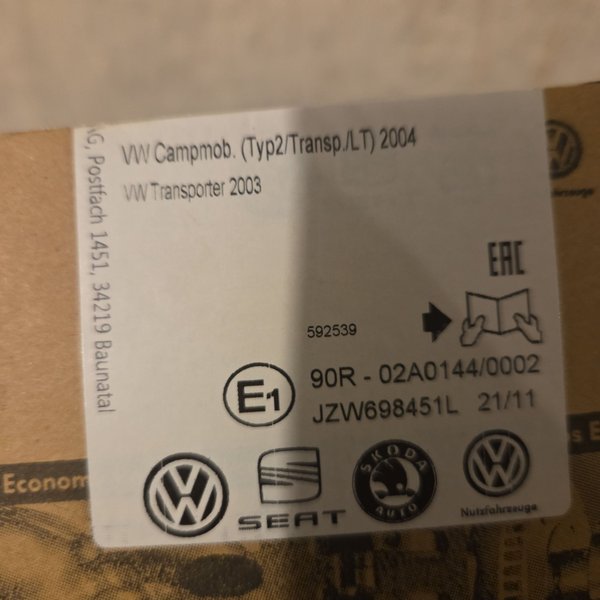 VW Campmob. (Typ2/Transp./LT) 2004
VW Transporter 2003
AG, Postfach 1451, 34219 Baunatal
EAC
592539
E1
90R - 02A0144/0002
JZW698451L 21/11
SEAT
SKODA
AUTO
Nutzfahrzeuge
Econom